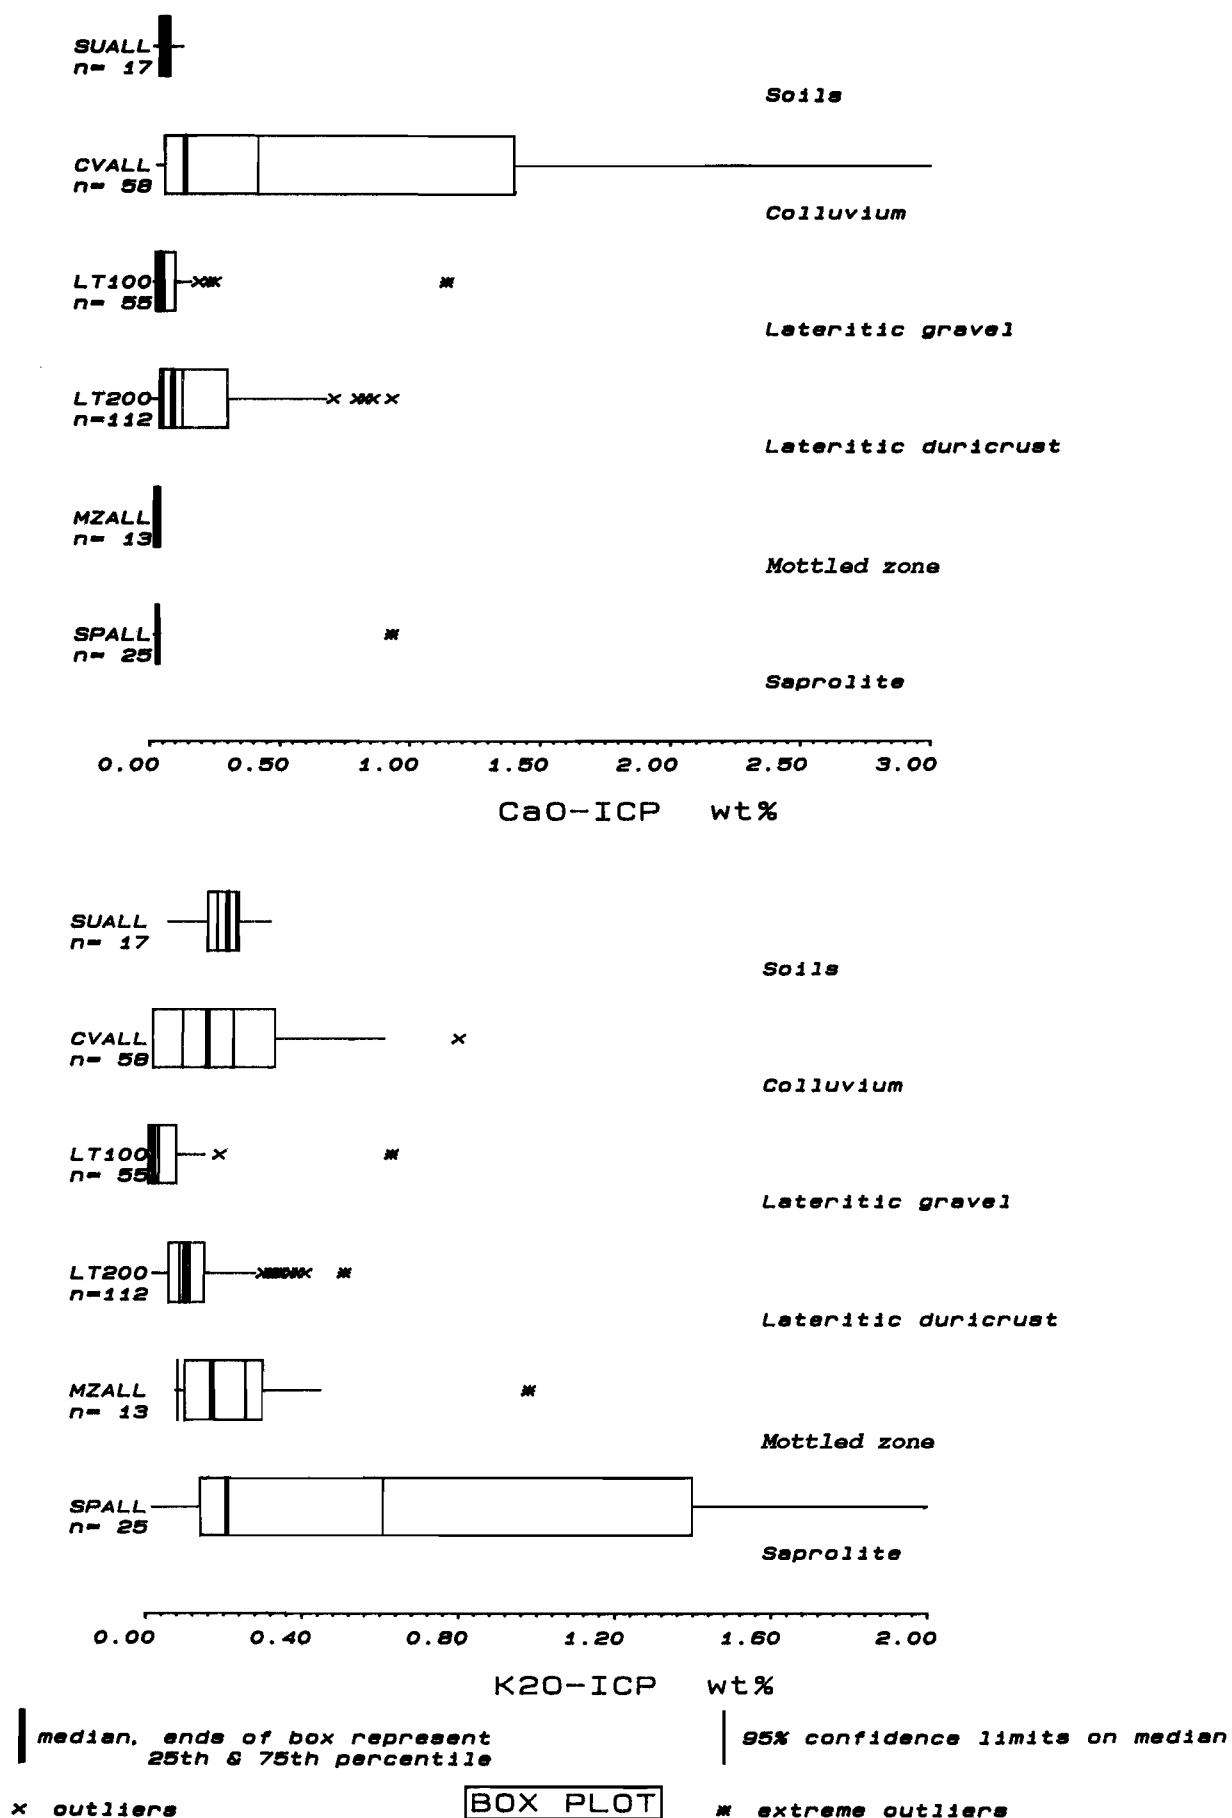 SUALL
n= 17
Soils
CVALL
n= 58
Colluvium
LT100
n= 55
Lateritic gravel
LT200
n=112
Lateritic duricrust
MZALL
n= 13
Mottled zone
SPALL
n= 25
Saprolite
0.00 0.50 1.00 1.50 2.00 2.50 3.00
CaO-ICP wt%
SUALL
n= 17
Soils
CVALL
n= 58
Colluvium
LT100
n= 55
Lateritic gravel
LT200
n=112
Lateritic duricrust
MZALL
n= 13
Mottled zone
SPALL
n= 25
Saprolite
0.00 0.40 0.80 1.20 1.60 2.00
K2O-ICP wt%
median, ends of box represent
25th & 75th percentile
95% confidence limits on median
× outliers
BOX PLOT
* extreme outliers